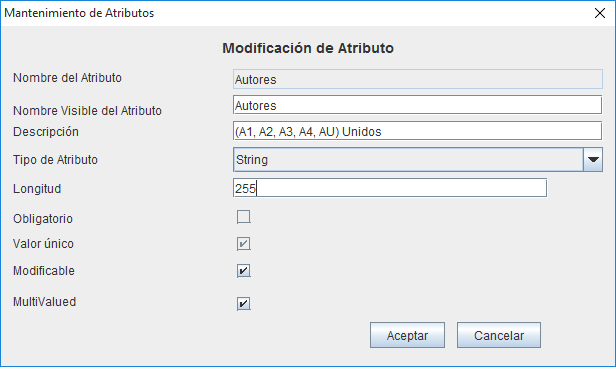 Mantenimiento de Atributos
Modificación de Atributo
Nombre del Atributo Autores
Nombre Visible del Atributo Autores
Descripción (A1, A2, A3, A4, AU) Unidos
Tipo de Atributo String
Longitud 255
Obligatorio
Valor único
Modificable
MultiValued
Aceptar Cancelar